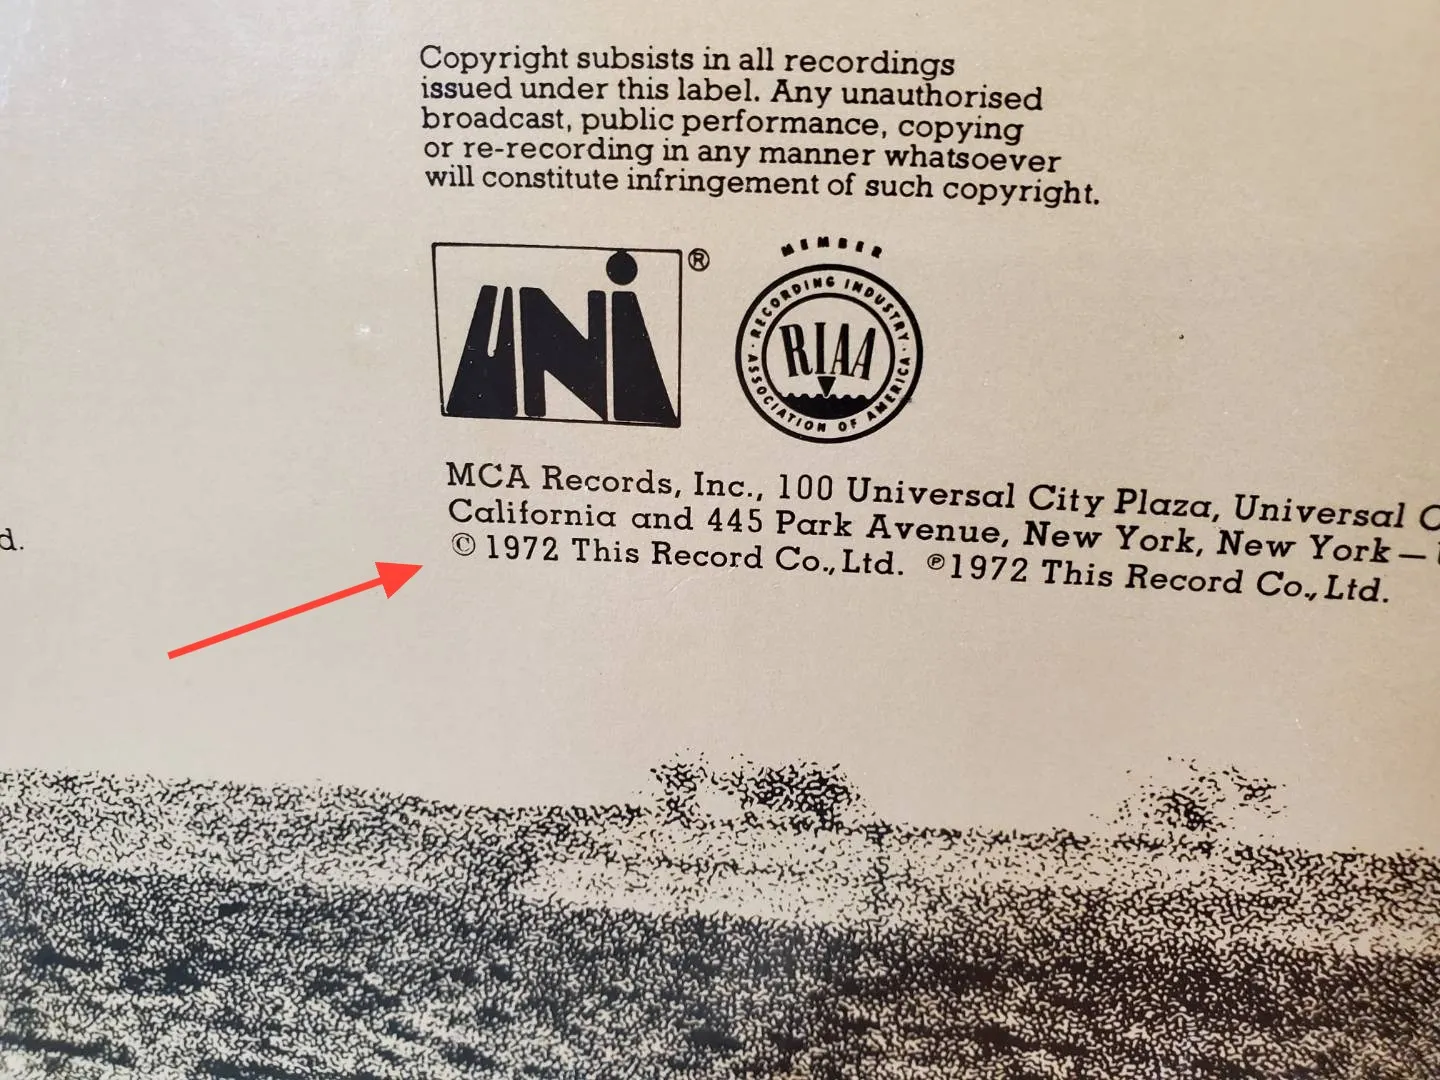 Copyright subsists in all recordings
issued under this label. Any unauthorised
broadcast, public performance, copying
or re-recording in any manner whatsoever
will constitute infringement of such copyright.
UNI ®
MEMBER
RECORDING INDUSTRY · ASSOCIATION OF AMERICA ·
RIAA
MCA Records, Inc., 100 Universal City Plaza, Universal
California and 445 Park Avenue, New York, New York—
d.
© 1972 This Record Co., Ltd. ℗1972 This Record Co., Ltd.